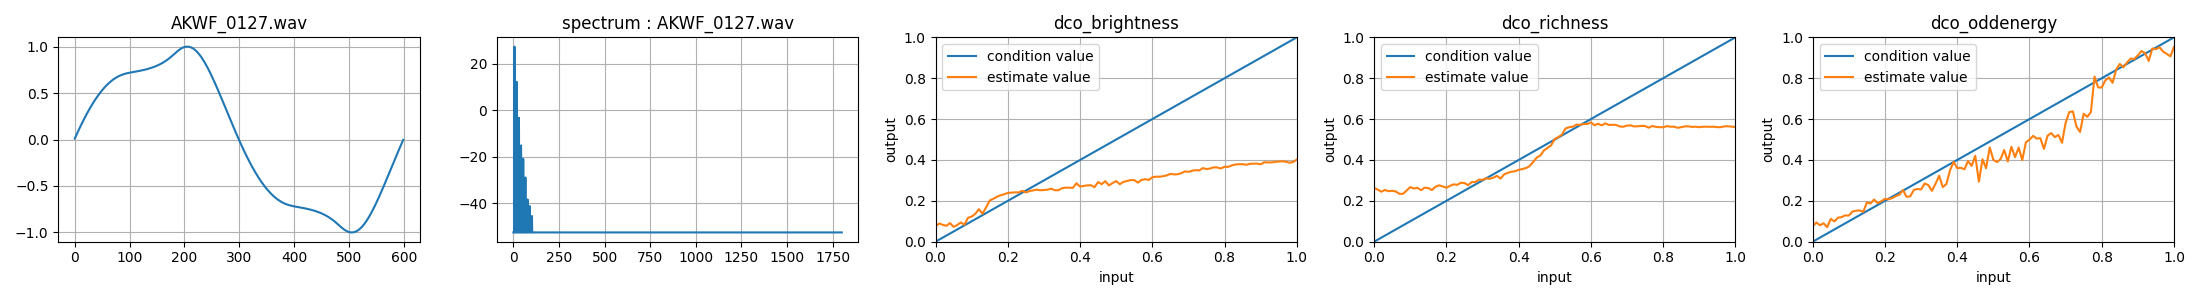 AKWF_0127.wav
1.0
0.5
0.0
−0.5
−1.0
0 100 200 300 400 500 600
spectrum : AKWF_0127.wav
20
0
−20
−40
0 250 500 750 1000 1250 1500 1750
dco_brightness
condition value
estimate value
output
1.0
0.8
0.6
0.4
0.2
0.0
0.0 0.2 0.4 0.6 0.8 1.0
input
dco_richness
condition value
estimate value
output
1.0
0.8
0.6
0.4
0.2
0.0
0.0 0.2 0.4 0.6 0.8 1.0
input
dco_oddenergy
condition value
estimate value
output
1.0
0.8
0.6
0.4
0.2
0.0
0.0 0.2 0.4 0.6 0.8 1.0
input